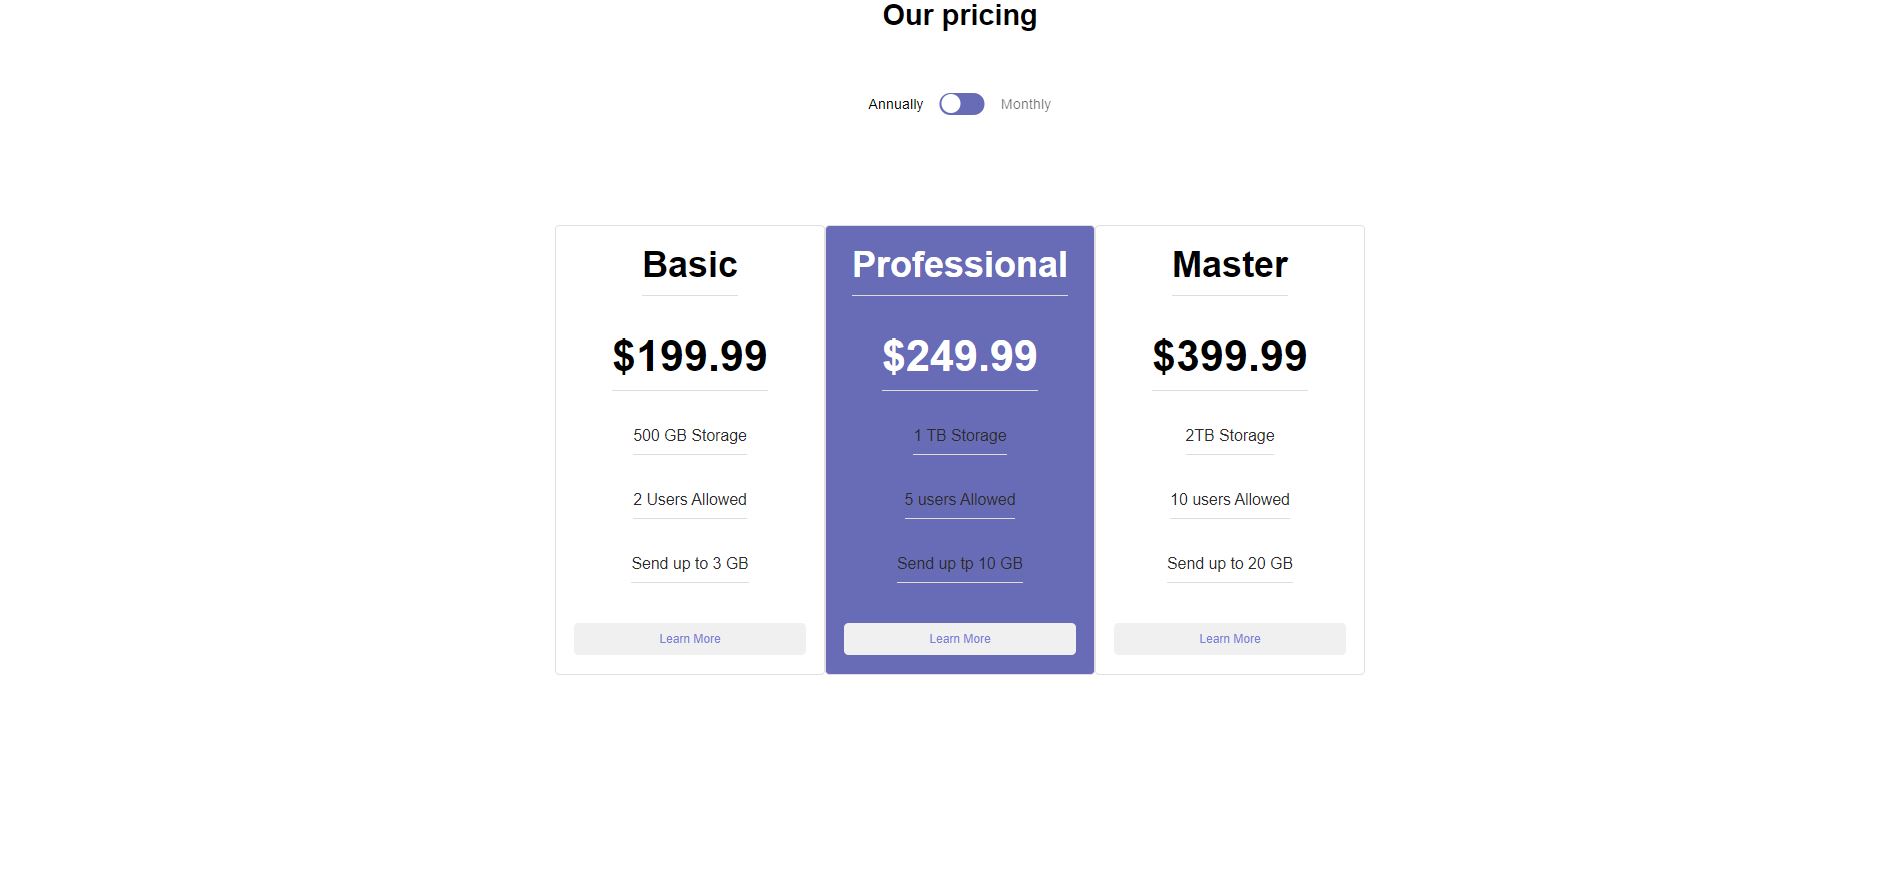 Our pricing
Annually Monthly
Basic
$199.99
500 GB Storage
2 Users Allowed
Send up to 3 GB
Learn More
Professional
$249.99
1 TB Storage
5 users Allowed
Send up tp 10 GB
Learn More
Master
$399.99
2TB Storage
10 users Allowed
Send up to 20 GB
Learn More